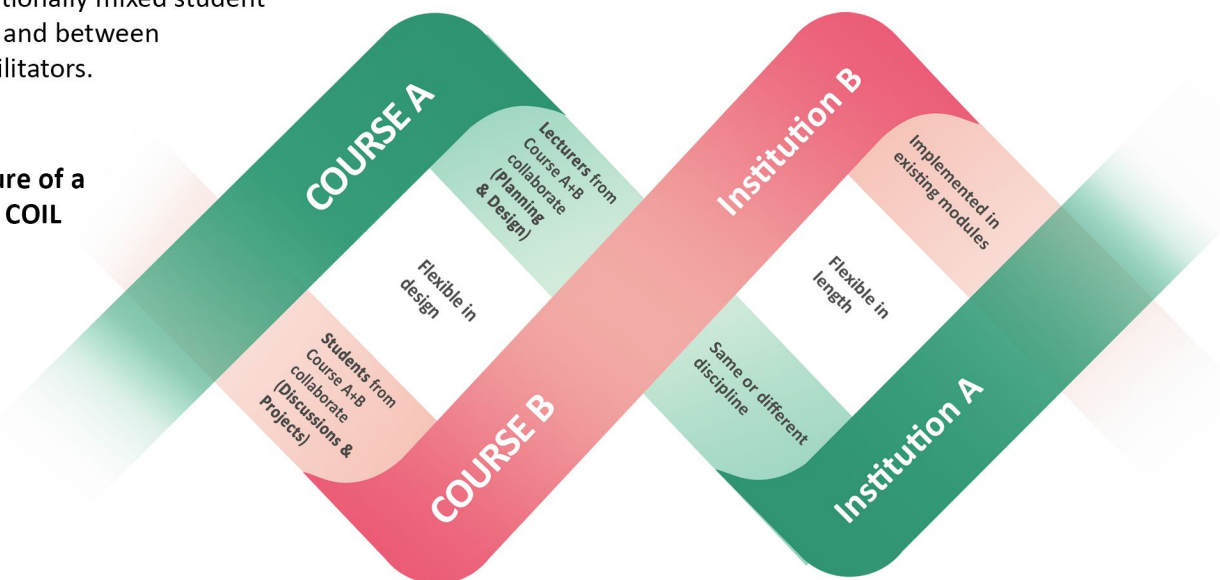 tionally mixed student
and between
ilitators.
ure of a
COIL
COURSE A
Lecturers from
Course A+B
collaborate
(Planning
& Design)
Flexible in
design
Students from
Course A+B
collaborate
(Discussions &
Projects)
COURSE B
Institution B
Implemented in
existing modules
Flexible in
length
Same or different
discipline
Institution A